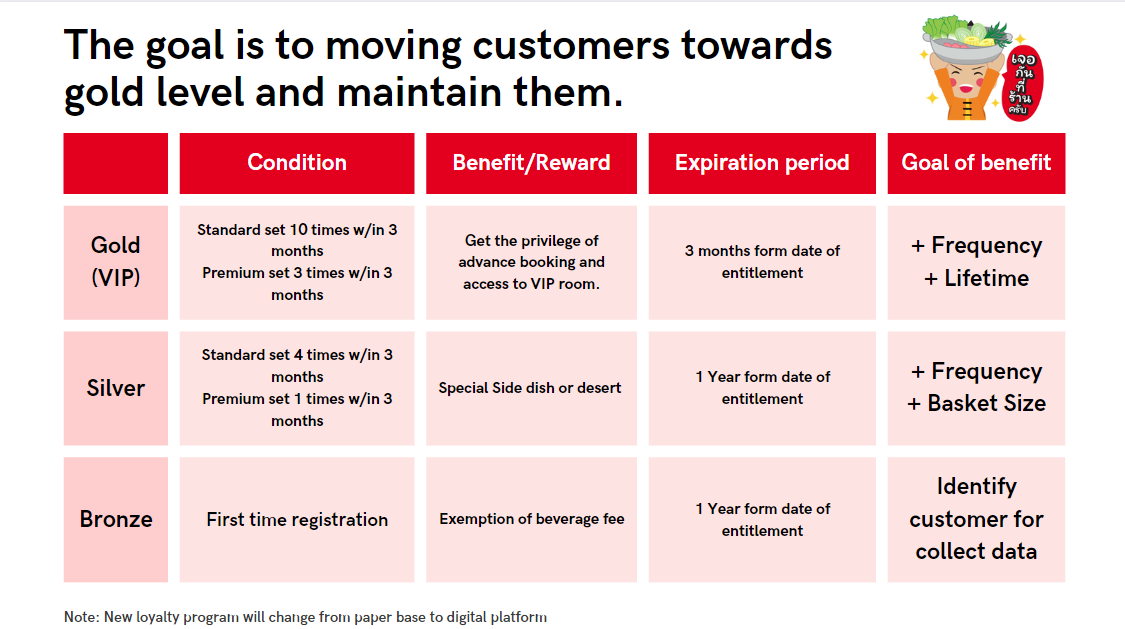 The goal is to moving customers towards
gold level and maintain them.
เจอ
กัน
ที่
ร้าน
ครับ
Condition
Benefit/Reward
Expiration period
Goal of benefit
Gold
(VIP)
Standard set 10 times w/in 3
months
Premium set 3 times w/in 3
months
Get the privilege of
advance booking and
access to VIP room.
3 months form date of
entitlement
+ Frequency
+ Lifetime
Silver
Standard set 4 times w/in 3
months
Premium set 1 times w/in 3
months
Special Side dish or desert
1 Year form date of
entitlement
+ Frequency
+ Basket Size
Bronze
First time registration
Exemption of beverage fee
1 Year form date of
entitlement
Identify
customer for
collect data
Note: New loyalty program will change from paper base to digital platform